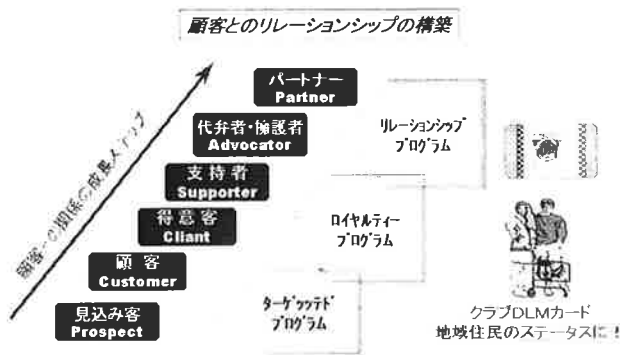 顧客とのリレーションシップの構築
パートナー
Partner
代弁者・擁護者
Advocator
リレーションシップ
プログラム
支持者
Supporter
得意客
Client
ロイヤルティー
プログラム
顧客
Customer
見込み客
Prospect
ターゲッテド
プログラム
顧客との関係の成長ステップ
クラブDLMカード
地域住民のステータスに!